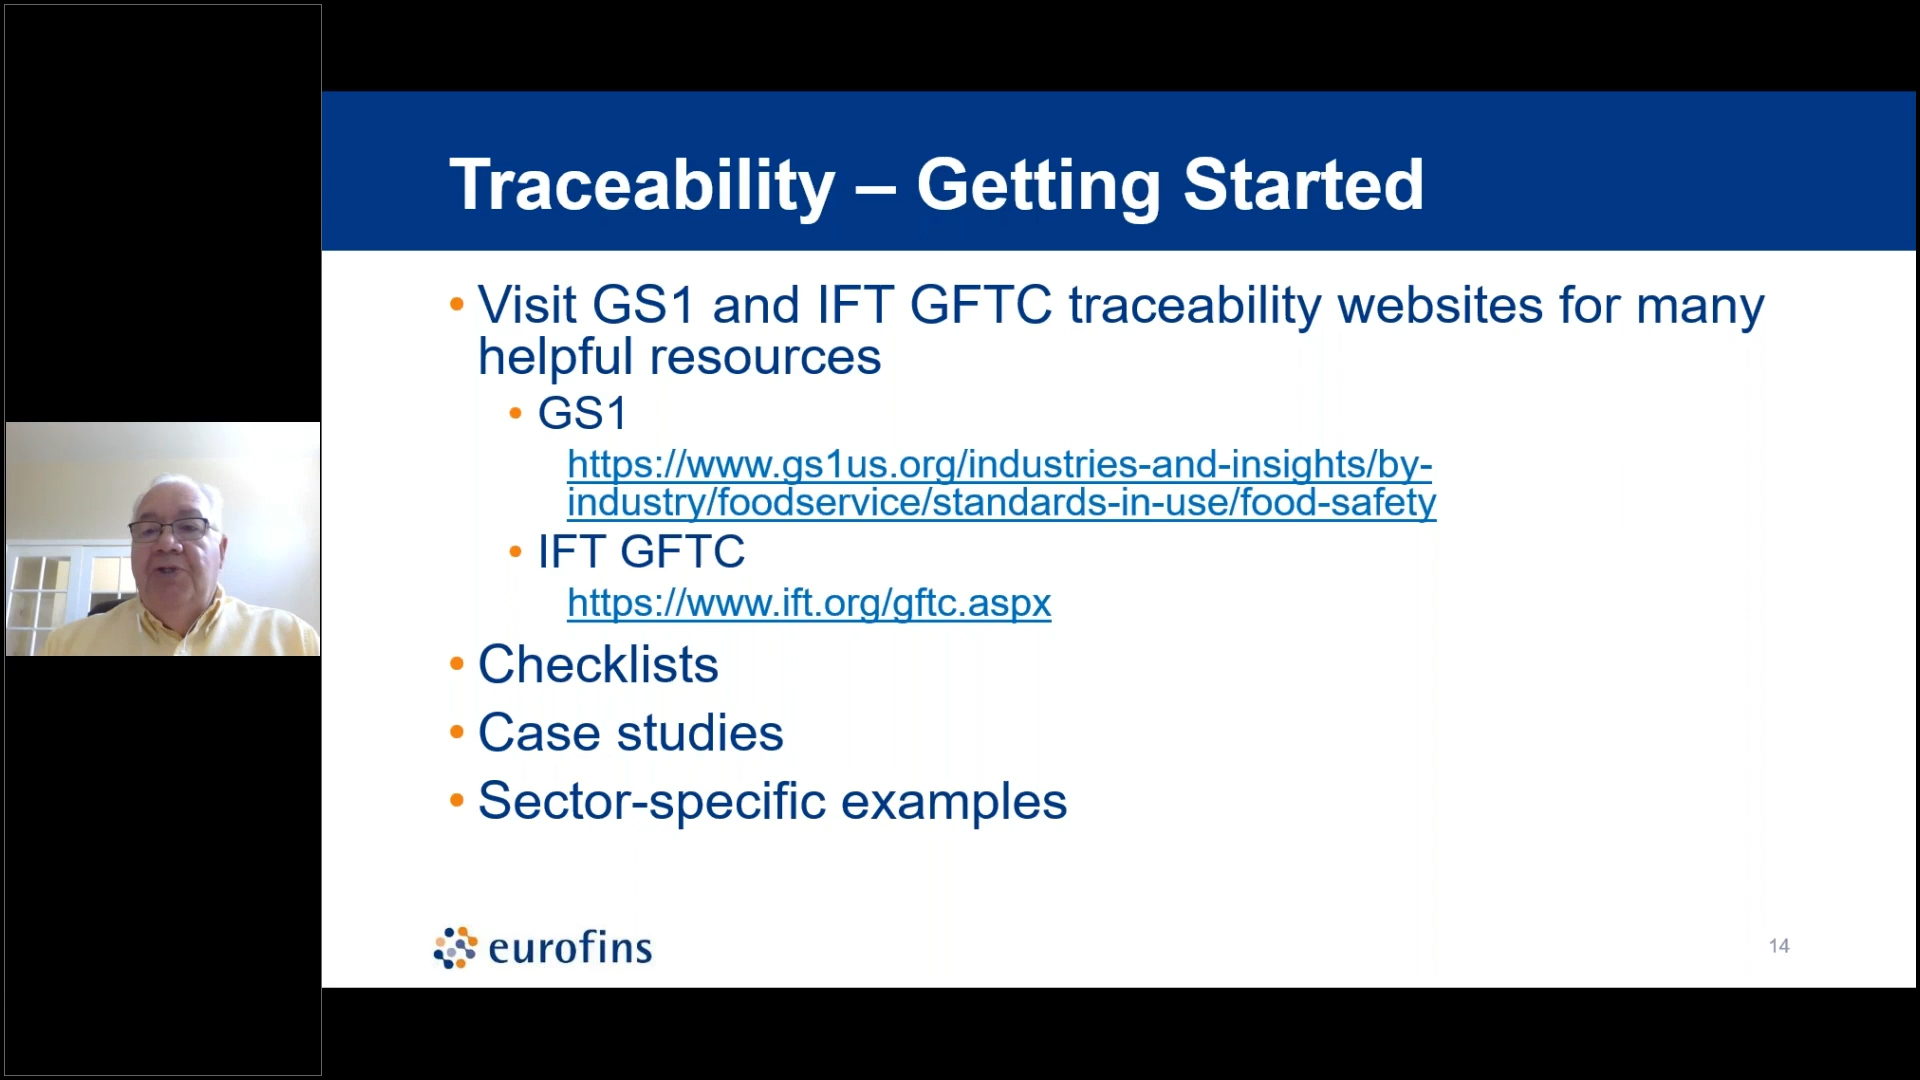 Traceability – Getting Started
• Visit GS1 and IFT GFTC traceability websites for many
helpful resources
• GS1
https://www.gs1us.org/industries-and-insights/by-
industry/foodservice/standards-in-use/food-safety
• IFT GFTC
https://www.ift.org/gftc.aspx
• Checklists
• Case studies
• Sector-specific examples
eurofins
14